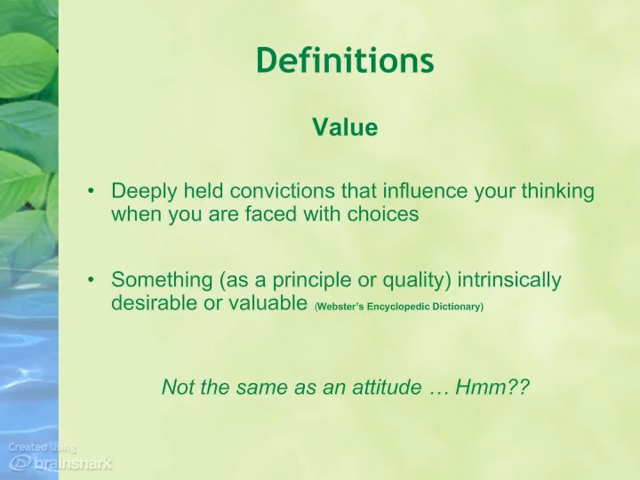 Definitions
Value
• Deeply held convictions that influence your thinking
when you are faced with choices
• Something (as a principle or quality) intrinsically
desirable or valuable (Webster's Encyclopedic Dictionary)
Not the same as an attitude … Hmm??
Created using
brainshark